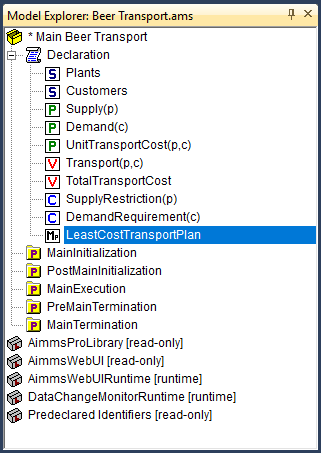 Model Explorer: Beer Transport.ams
* Main Beer Transport
Declaration
S Plants
S Customers
P Supply(p)
P Demand(c)
P UnitTransportCost(p,c)
V Transport(p,c)
V TotalTransportCost
C SupplyRestriction(p)
C DemandRequirement(c)
MP LeastCostTransportPlan
P MainInitialization
P PostMainInitialization
P MainExecution
P PreMainTermination
P MainTermination
AimmsProLibrary [read-only]
AimmsWebUI [read-only]
AimmsWebUIRuntime [runtime]
DataChangeMonitorRuntime [runtime]
Predeclared Identifiers [read-only]